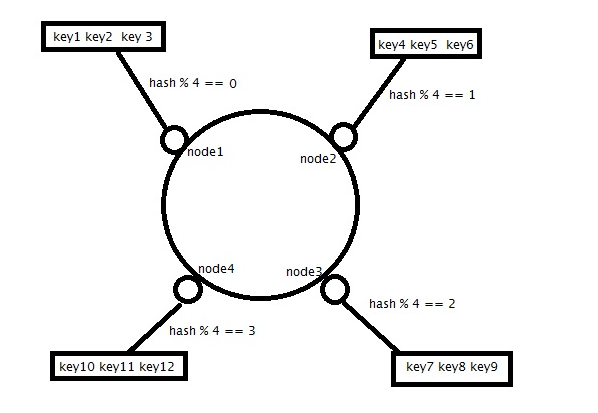 key1 key2 key 3
key4 key5 key6
hash % 4 == 0
hash % 4 == 1
node1
node2
node4
node3
hash % 4 == 2
hash % 4 == 3
key10 key11 key12
key7 key8 key9